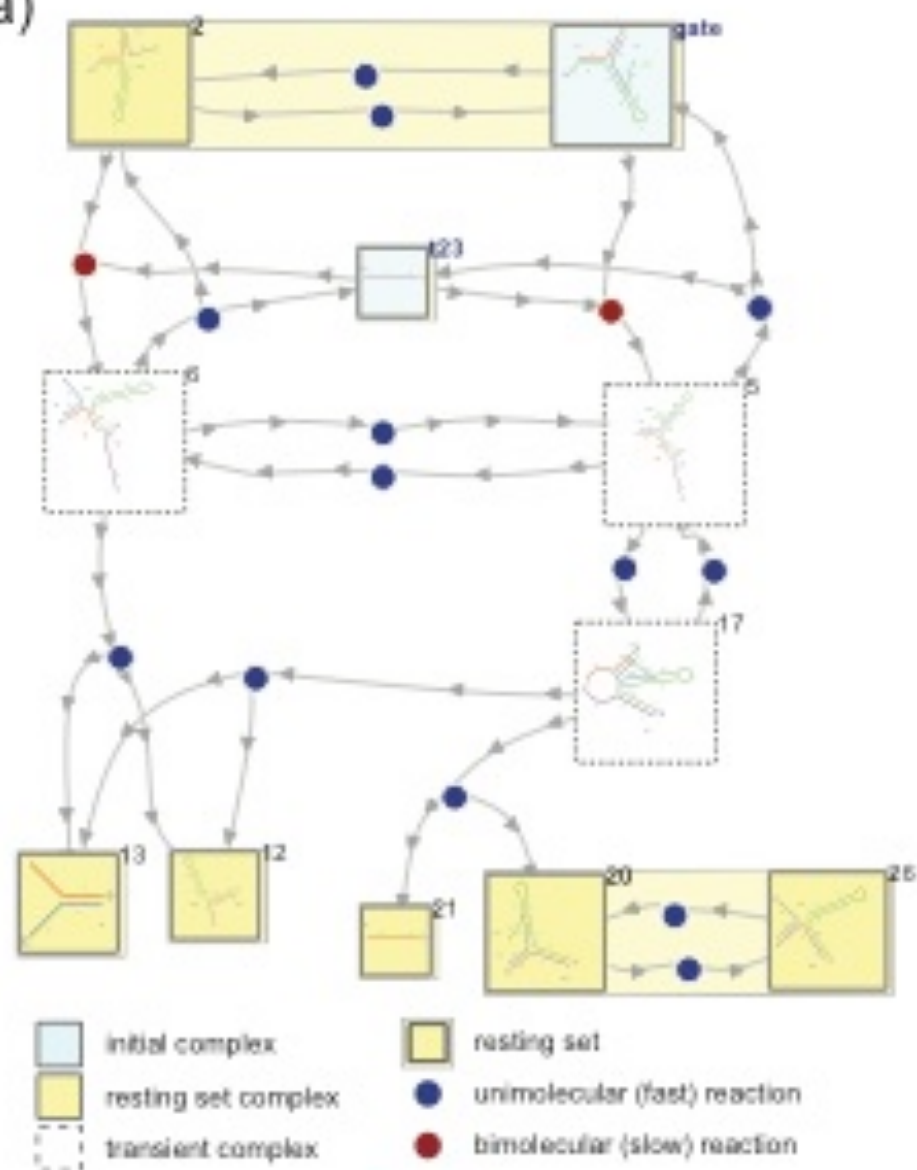 a)
2
gate
t23
6
5
17
13
12
21
20
26
initial complex
resting set
resting set complex
unimolecular (fast) reaction
transient complex
bimolecular (slow) reaction